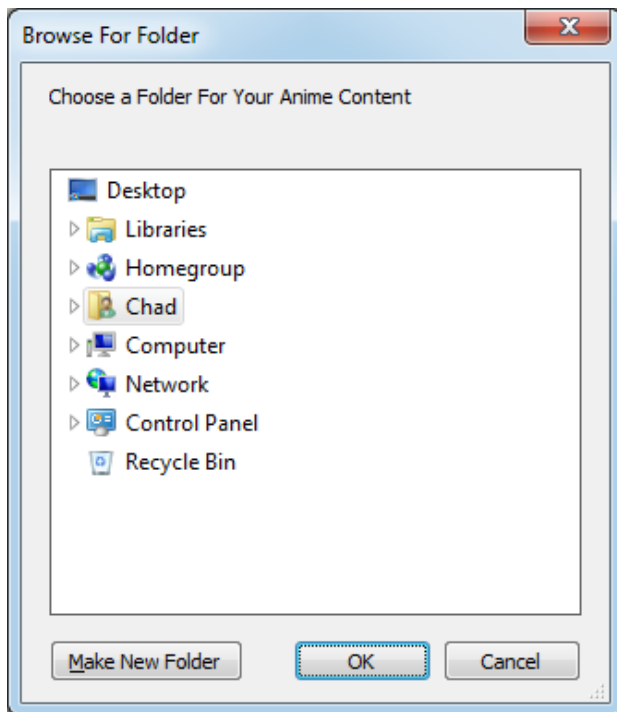 Browse For Folder
Choose a Folder For Your Anime Content
Desktop
Libraries
Homegroup
Chad
Computer
Network
Control Panel
Recycle Bin
Make New Folder OK Cancel